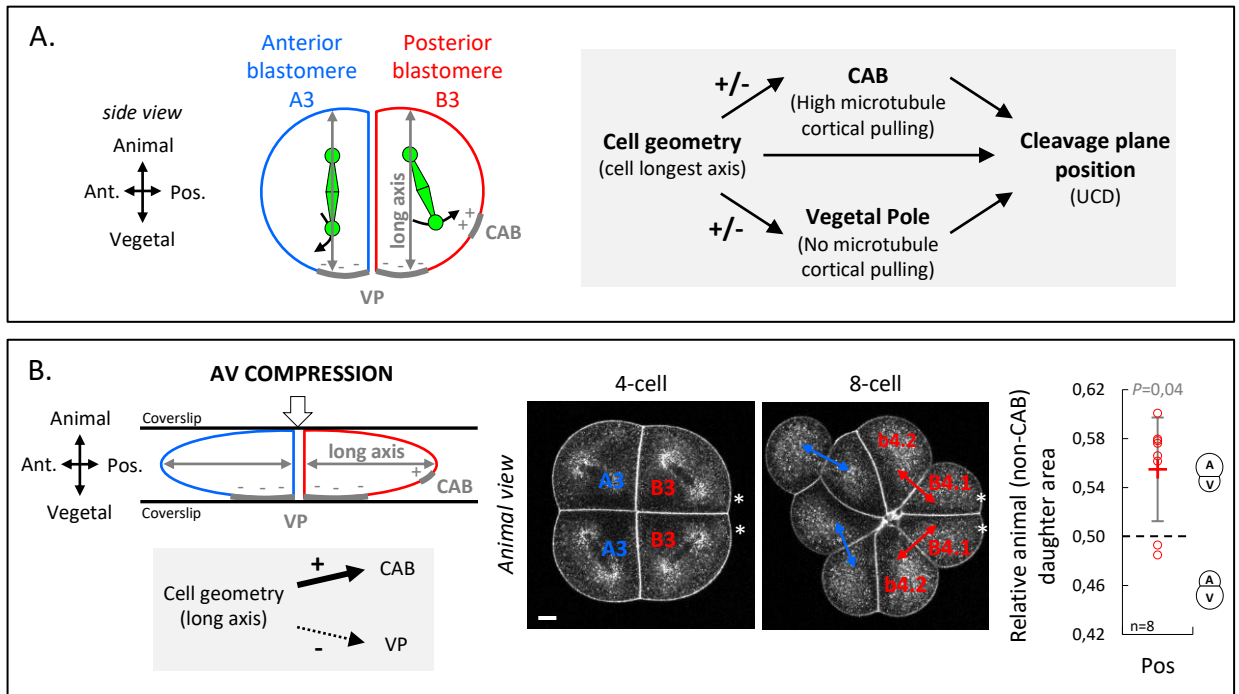 A.
side view
Animal
Ant.
Pos.
Vegetal
Anterior
blastomere
A3
Posterior
blastomere
B3
long axis
+
+
+
CAB
- - - - - -
VP
+/-
CAB
(High microtubule
cortical pulling)
Cell geometry
(cell longest axis)
Cleavage plane
position
(UCD)
+/-
Vegetal Pole
(No microtubule
cortical pulling)
B.
AV COMPRESSION
Animal
Ant.
Pos.
Vegetal
Coverslip
long axis
+
CAB
- - - - - -
Coverslip
VP
Cell geometry
(long axis)
+
CAB
-
VP
Animal view
4-cell
A3
B3
*
A3
B3
*
8-cell
b4.2
B4.1
*
B4.1
*
b4.2
Relative animal (non-CAB)
daughter area
0,62
0,58
0,54
0,50
0,46
0,42
P=0,04
n=8
Pos
A
V
A
V